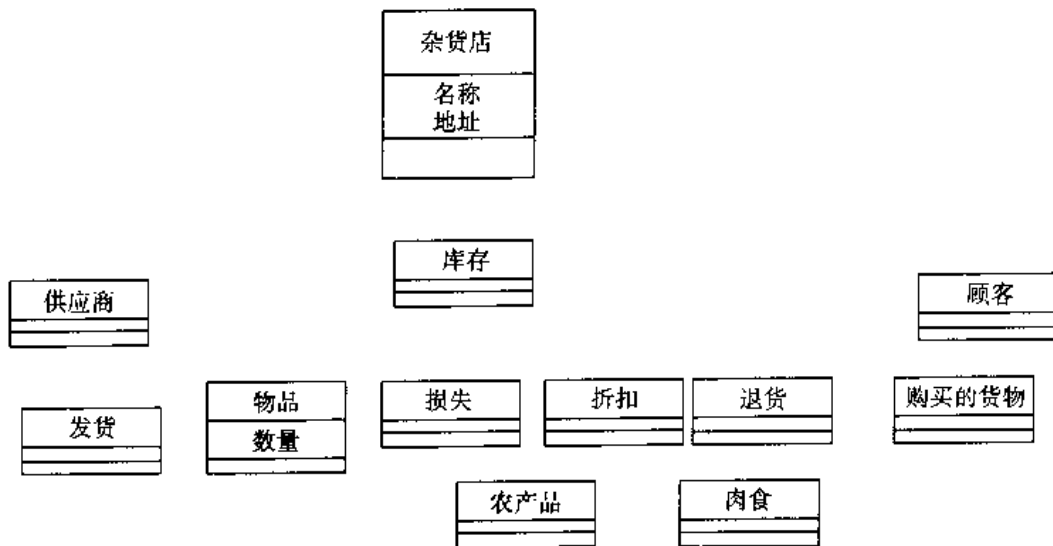 杂货店
名称
地址
库存
供应商
顾客
物品
数量
损失
折扣
退货
购买的货物
发货
农产品
肉食